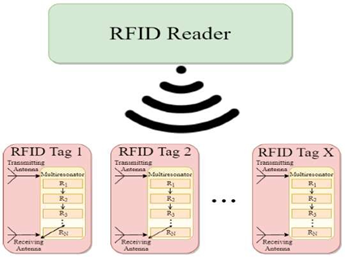 RFID Reader
RFID Tag 1
Transmitting
Antenna
Multiresonator
R1
R2
R3
RN
Receiving
Antenna
RFID Tag 2
Transmitting
Antenna
Multiresonator
R1
R2
R3
RN
Receiving
Antenna
...
RFID Tag X
Transmitting
Antenna
Multiresonator
R1
R2
R3
RN
Receiving
Antenna